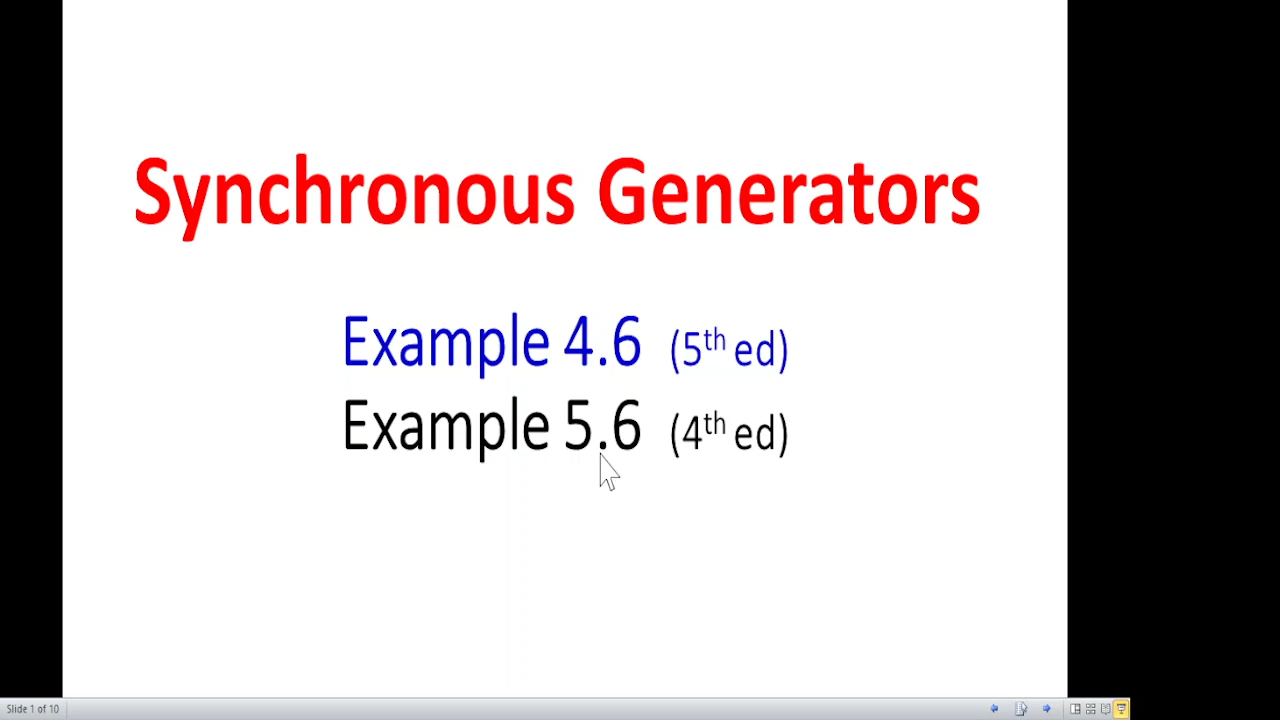 Synchronous Generators
Example 4.6 (5th ed)
Example 5.6 (4th ed)
Slide 1 of 10